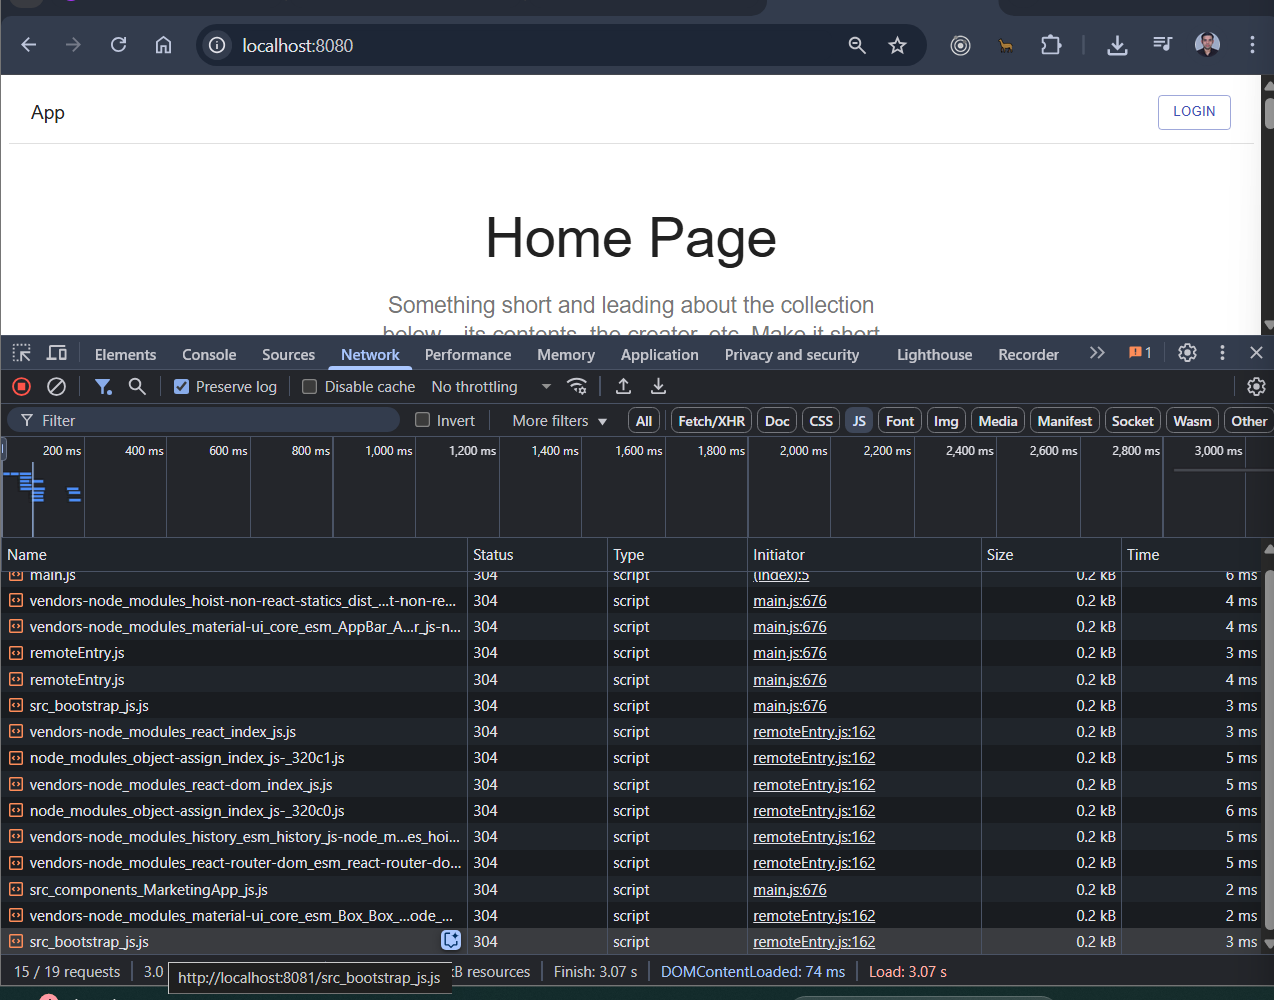 localhost:8080
App
LOGIN
Home Page
Something short and leading about the collection
below—its contents, the creator, etc. Make it short
Elements Console Sources Network Performance Memory Application Privacy and security Lighthouse Recorder 1
Preserve log Disable cache No throttling
Filter Invert More filters All Fetch/XHR Doc CSS JS Font Img Media Manifest Socket Wasm Other
200 ms 400 ms 600 ms 800 ms 1,000 ms 1,200 ms 1,400 ms 1,600 ms 1,800 ms 2,000 ms 2,200 ms 2,400 ms 2,600 ms 2,800 ms 3,000 ms
Name Status Type Initiator Size Time
main.js 304 script (index):5 0.2 kB 6 ms
vendors-node_modules_hoist-non-react-statics_dist_...t-non-re... 304 script main.js:676 0.2 kB 4 ms
vendors-node_modules_material-ui_core_esm_AppBar_A...r_js-n... 304 script main.js:676 0.2 kB 4 ms
remoteEntry.js 304 script main.js:676 0.2 kB 3 ms
remoteEntry.js 304 script main.js:676 0.2 kB 4 ms
src_bootstrap_js.js 304 script main.js:676 0.2 kB 3 ms
vendors-node_modules_react_index_js.js 304 script remoteEntry.js:162 0.2 kB 3 ms
node_modules_object-assign_index_js-_320c1.js 304 script remoteEntry.js:162 0.2 kB 5 ms
vendors-node_modules_react-dom_index_js.js 304 script remoteEntry.js:162 0.2 kB 5 ms
node_modules_object-assign_index_js-_320c0.js 304 script remoteEntry.js:162 0.2 kB 6 ms
vendors-node_modules_history_esm_history_js-node_m...es_hoi... 304 script remoteEntry.js:162 0.2 kB 5 ms
vendors-node_modules_react-router-dom_esm_react-router-do... 304 script remoteEntry.js:162 0.2 kB 5 ms
src_components_MarketingApp_js.js 304 script main.js:676 0.2 kB 2 ms
vendors-node_modules_material-ui_core_esm_Box_Box_...ode_... 304 script remoteEntry.js:162 0.2 kB 2 ms
src_bootstrap_js.js 304 script remoteEntry.js:162 0.2 kB 3 ms
15 / 19 requests 3.0 kB resources Finish: 3.07 s DOMContentLoaded: 74 ms Load: 3.07 s
http://localhost:8081/src_bootstrap_js.js